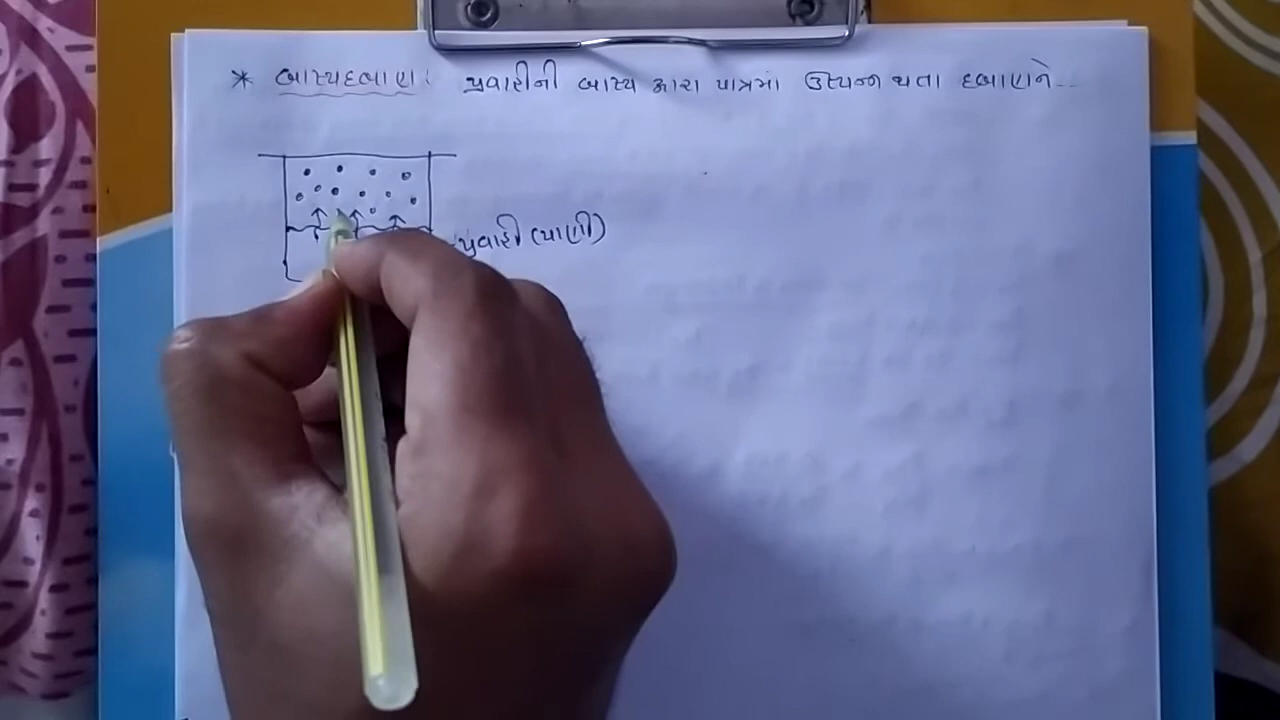 * બાષ્પદબાણ : પ્રવાહીની બાષ્પ દ્વારા પાત્રમાં ઉત્પન્ન થતા દબાણને...
પ્રવાહી (પાણી)